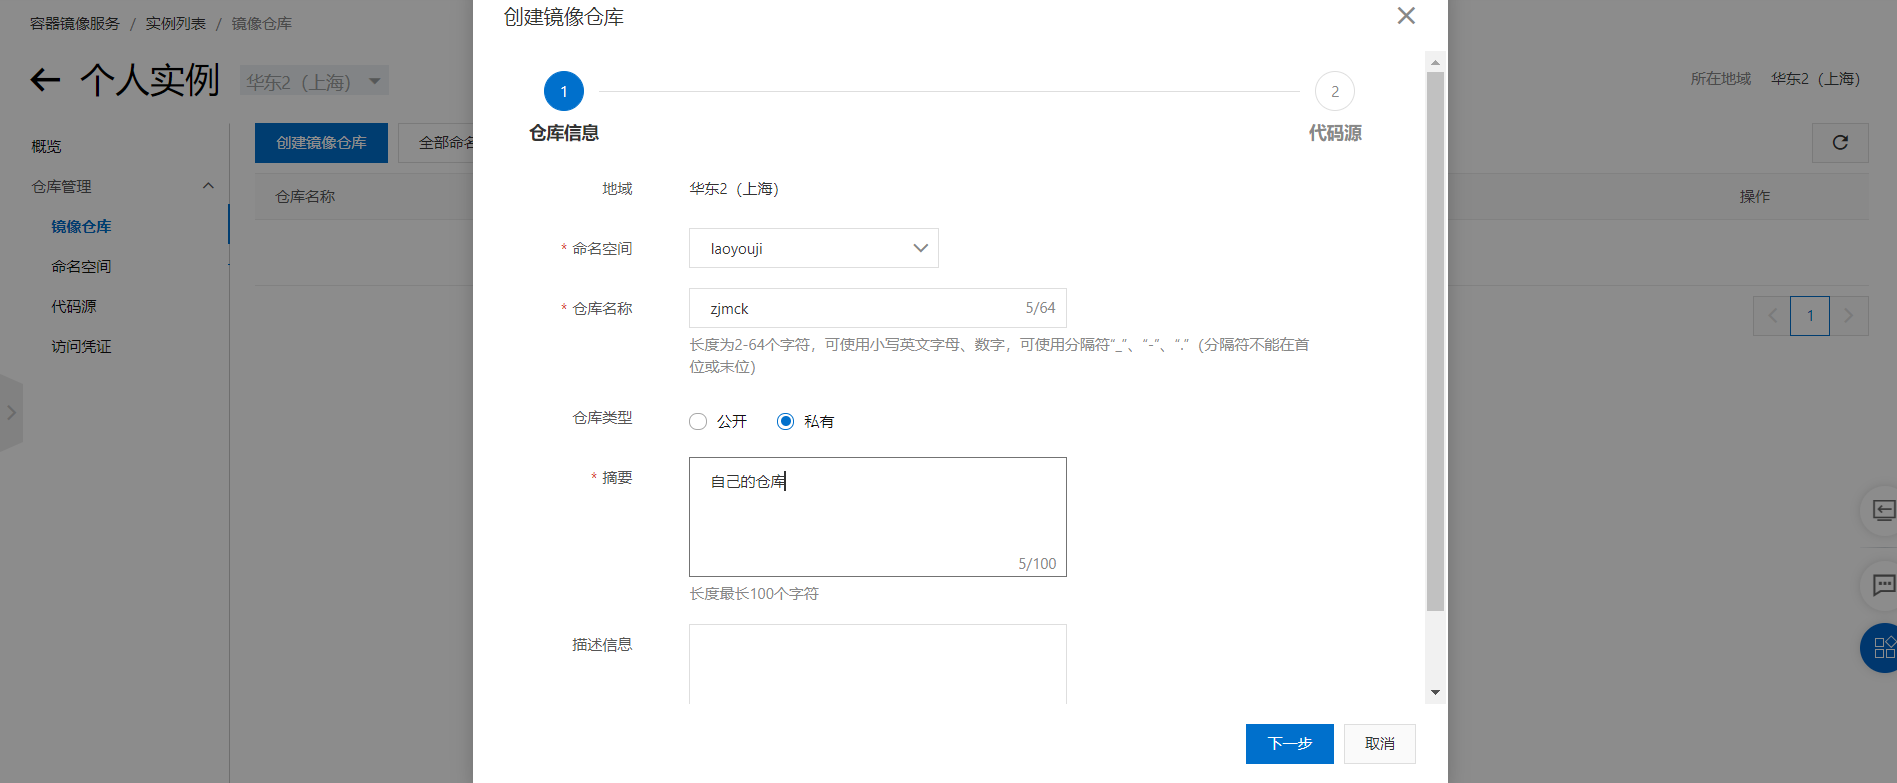 容器镜像服务 / 实例列表 / 镜像仓库
个人实例
华东2（上海）
所在地域 华东2（上海）
概览
仓库管理
镜像仓库
命名空间
代码源
访问凭证
创建镜像仓库
全部命名
仓库名称
操作
1
创建镜像仓库
1
仓库信息
2
代码源
地域 华东2（上海）
* 命名空间 laoyouji
* 仓库名称 zjmck 5/64
长度为2-64个字符，可使用小写英文字母、数字，可使用分隔符“_”、“-”、“.”（分隔符不能在首
位或末位）
仓库类型 公开 私有
* 摘要 自己的仓库
5/100
长度最长100个字符
描述信息
下一步 取消